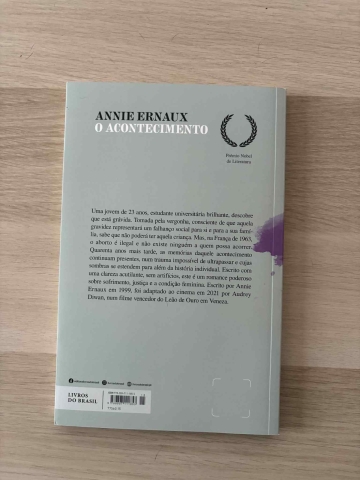 ANNIE ERNAUX
O ACONTECIMENTO
Prémio Nobel
de Literatura
Uma jovem de 23 anos, estudante universitária brilhante, descobre
que está grávida. Tomada pela vergonha, consciente de que aquela
gravidez representará um falhanço social para si e para a sua famí-
lia, sabe que não poderá ter aquela criança. Mas, na França de 1963,
o aborto é ilegal e não existe ninguém a quem possa acorrer.
Quarenta anos mais tarde, as memórias daquele acontecimento
continuam presentes, num trauma impossível de ultrapassar e cujas
sombras se estendem para além da história individual. Escrito com
uma clareza acutilante, sem artifícios, este é um romance poderoso
sobre sofrimento, justiça e a condição feminina. Escrito por Annie
Ernaux em 1999, foi adaptado ao cinema em 2021 por Audrey
Diwan, num filme vencedor do Leão de Ouro em Veneza.
LIVROS
DO BRASIL